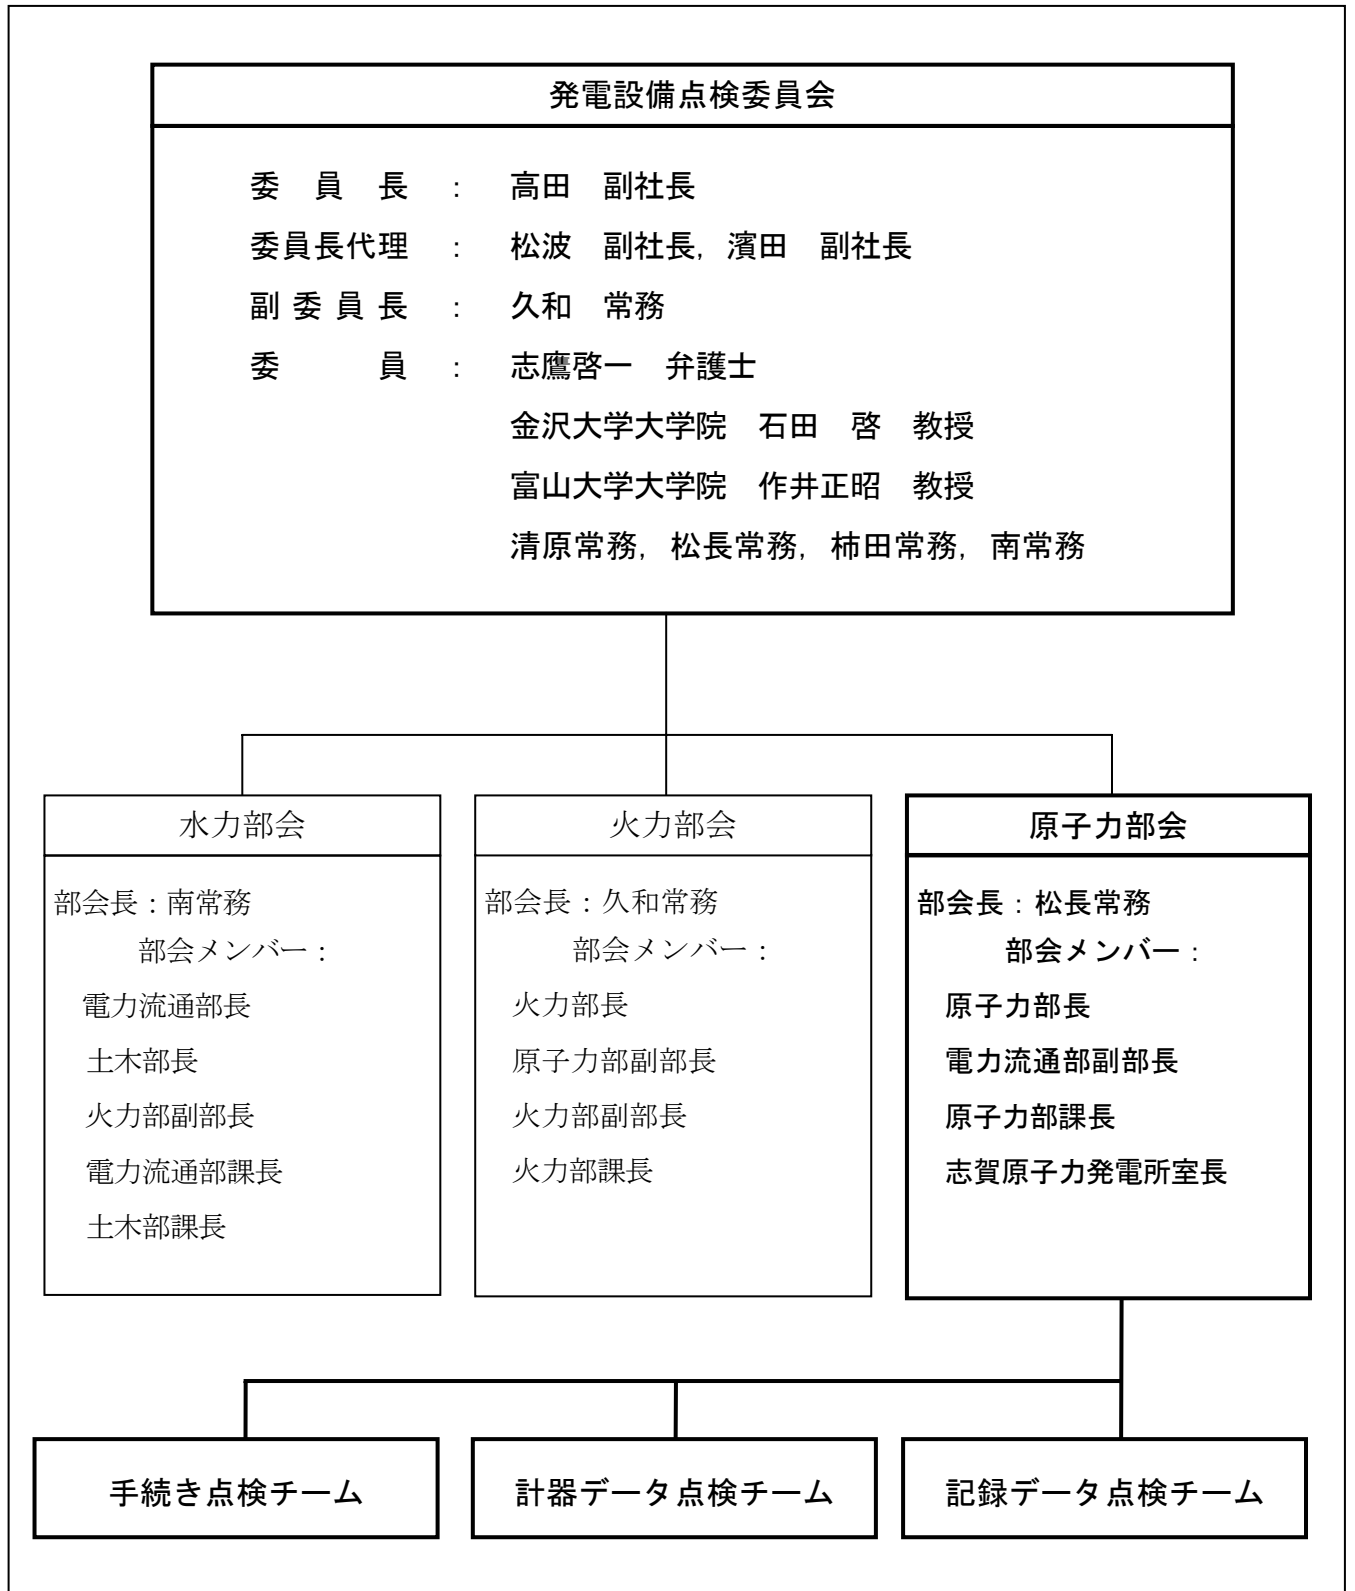 発電設備点検委員会
委員長 : 高田 副社長
委員長代理 : 松波 副社長, 濱田 副社長
副委員長 : 久和 常務
委員 : 志鷹啓一 弁護士
金沢大学大学院 石田 啓 教授
富山大学大学院 作井正昭 教授
清原常務, 松長常務, 柿田常務, 南常務
水力部会
部会長:南常務
部会メンバー:
電力流通部長
土木部長
火力部副部長
電力流通部課長
土木部課長
火力部会
部会長:久和常務
部会メンバー:
火力部長
原子力部副部長
火力部副部長
火力部課長
原子力部会
部会長:松長常務
部会メンバー:
原子力部長
電力流通部副部長
原子力部課長
志賀原子力発電所室長
手続き点検チーム
計器データ点検チーム
記録データ点検チーム